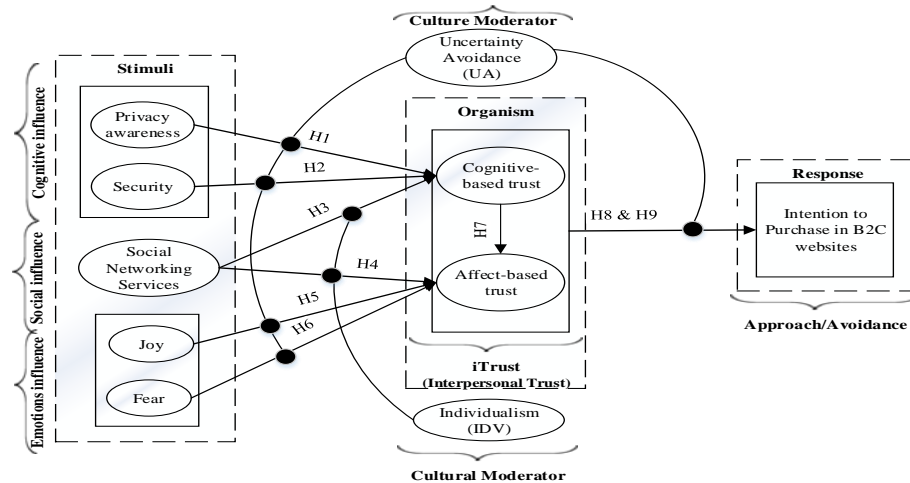 Culture Moderator
Uncertainty
Avoidance
(UA)
Stimuli
Organism
Response
Cognitive influence
Social influence
Emotions influence
Privacy
awareness
Security
Social
Networking
Services
Joy
Fear
H1
H2
H3
H4
H5
H6
Cognitive-
based trust
H7
Affect-based
trust
iTrust
(Interpersonal Trust)
H8 & H9
Intention to
Purchase in B2C
websites
Approach/Avoidance
Individualism
(IDV)
Cultural Moderator